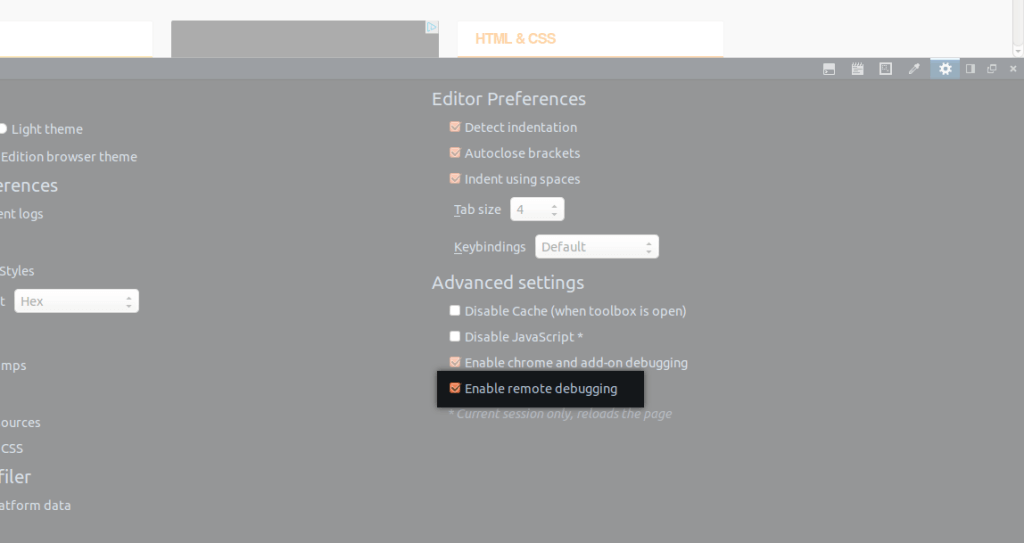 HTML & CSS
Light theme
Edition browser theme
erences
ent logs
Styles
t Hex
mps
ources
CSS
filer
atform data
Editor Preferences
Detect indentation
Autoclose brackets
Indent using spaces
Tab size 4
Keybindings Default
Advanced settings
Disable Cache (when toolbox is open)
Disable JavaScript *
Enable chrome and add-on debugging
Enable remote debugging
* Current session only, reloads the page